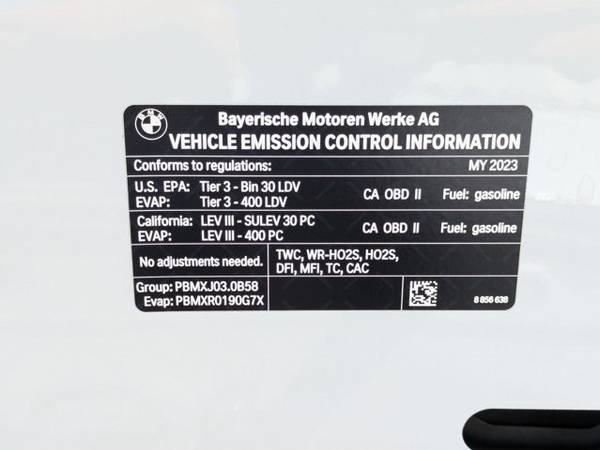 BMW
Bayerische Motoren Werke AG
VEHICLE EMISSION CONTROL INFORMATION
Conforms to regulations: MY 2023
U.S. EPA: Tier 3 - Bin 30 LDV CA OBD II Fuel: gasoline
EVAP: Tier 3 - 400 LDV
California: LEV III - SULEV 30 PC CA OBD II Fuel: gasoline
EVAP: LEV III - 400 PC
No adjustments needed. TWC, WR-HO2S, HO2S,
DFI, MFI, TC, CAC
Group: PBMXJ03.0B58
Evap: PBMXR0190G7X 8 856 638